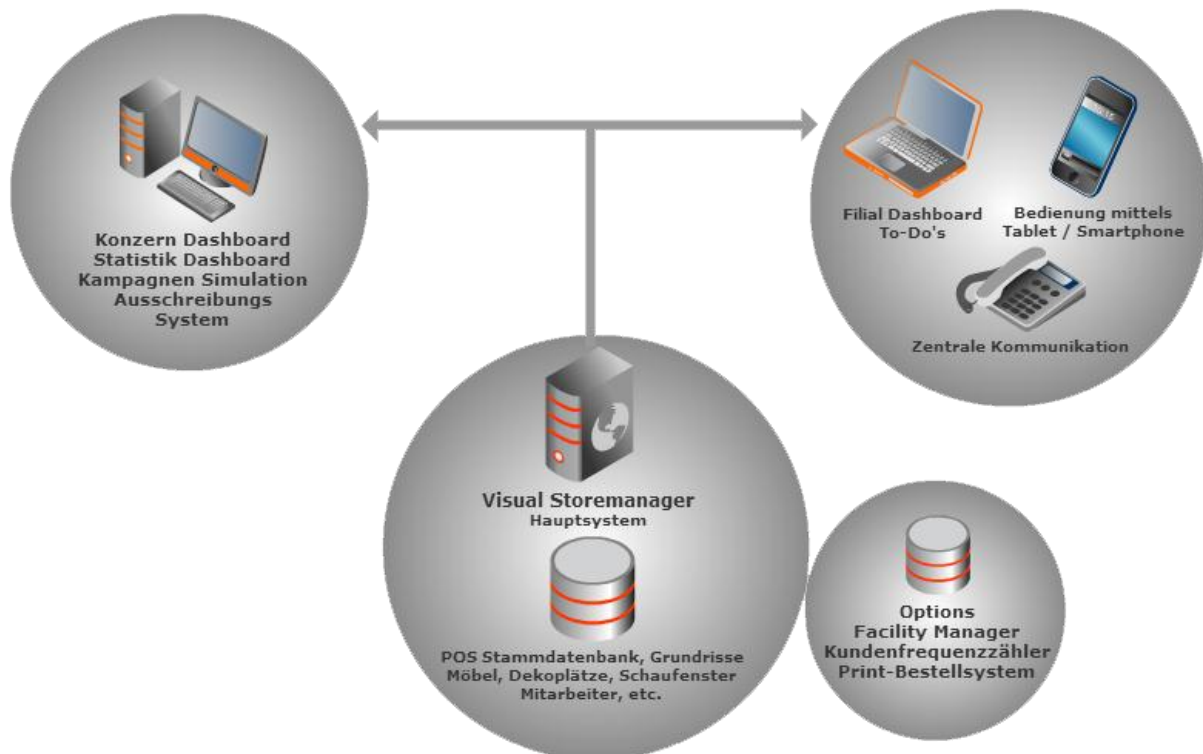 Konzern Dashboard
Statistik Dashboard
Kampagnen Simulation
Ausschreibungs
System
Filial Dashboard
To-Do's
Bedienung mittels
Tablet / Smartphone
Zentrale Kommunikation
Visual Storemanager
Hauptsystem
POS Stammdatenbank, Grundrisse
Möbel, Dekoplätze, Schaufenster
Mitarbeiter, etc.
Options
Facility Manager
Kundenfrequenzzähler
Print-Bestellsystem